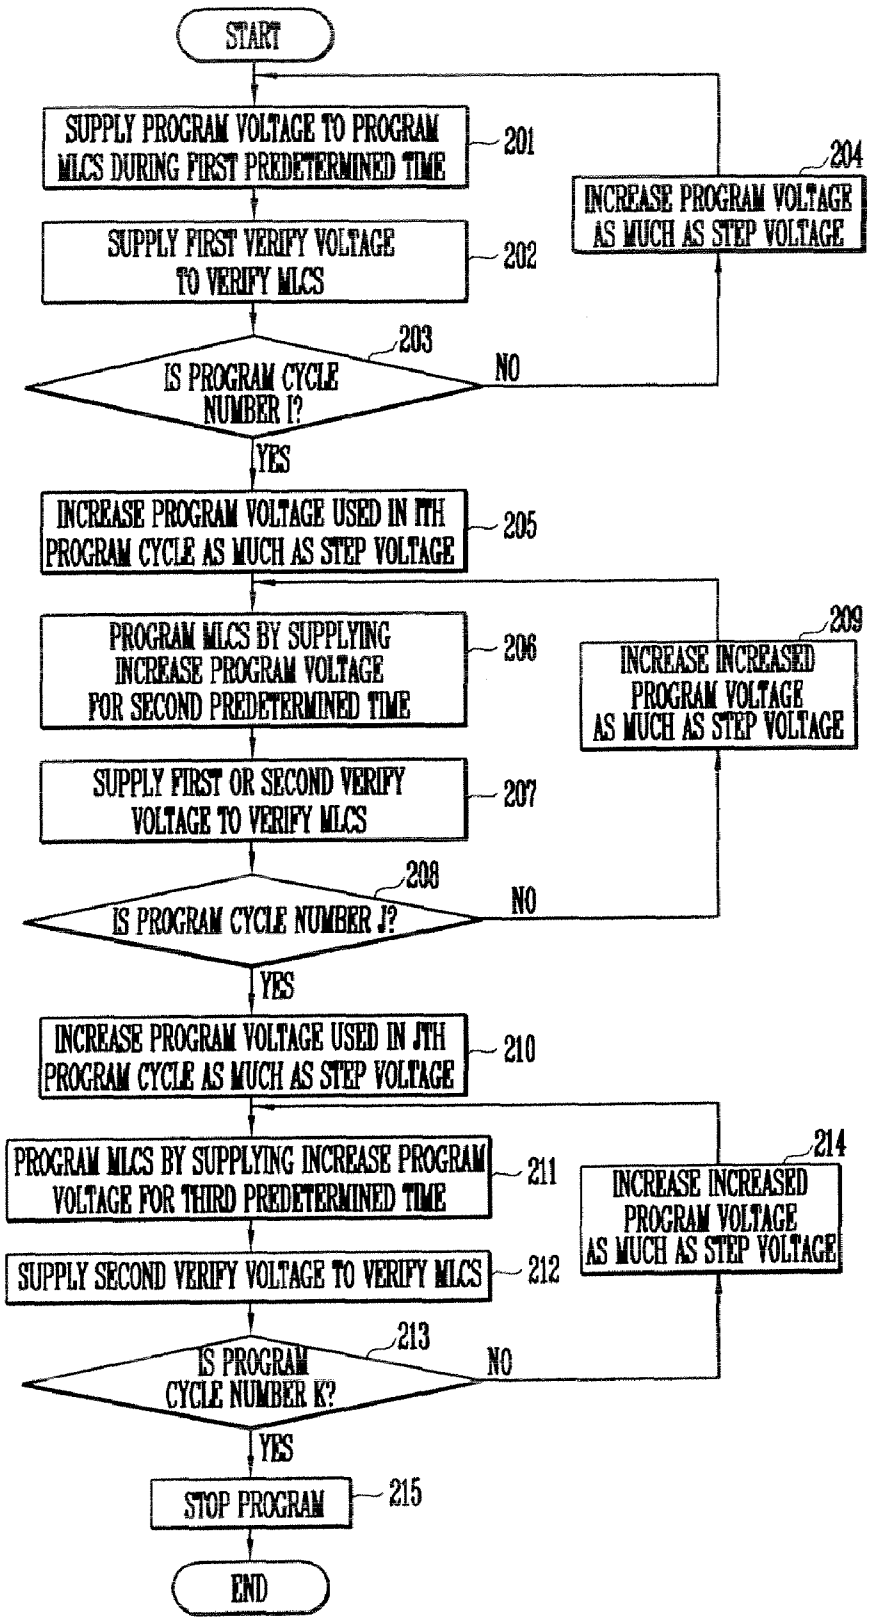 START
SUPPLY PROGRAM VOLTAGE TO PROGRAM
MLCS DURING FIRST PREDETERMINED TIME
201
204
INCREASE PROGRAM VOLTAGE
AS MUCH AS STEP VOLTAGE
SUPPLY FIRST VERIFY VOLTAGE
TO VERIFY MLCS
202
203
IS PROGRAM CYCLE
NUMBER I?
NO
YES
INCREASE PROGRAM VOLTAGE USED IN ITH
PROGRAM CYCLE AS MUCH AS STEP VOLTAGE
205
PROGRAM MLCS BY SUPPLYING
INCREASE PROGRAM VOLTAGE
FOR SECOND PREDETERMINED TIME
206
209
INCREASE INCREASED
PROGRAM VOLTAGE
AS MUCH AS STEP VOLTAGE
SUPPLY FIRST OR SECOND VERIFY
VOLTAGE TO VERIFY MLCS
207
208
IS PROGRAM CYCLE NUMBER J?
NO
YES
INCREASE PROGRAM VOLTAGE USED IN JTH
PROGRAM CYCLE AS MUCH AS STEP VOLTAGE
210
PROGRAM MLCS BY SUPPLYING INCREASE PROGRAM
VOLTAGE FOR THIRD PREDETERMINED TIME
211
214
INCREASE INCREASED
PROGRAM VOLTAGE
AS MUCH AS STEP VOLTAGE
SUPPLY SECOND VERIFY VOLTAGE TO VERIFY MLCS
212
213
IS PROGRAM
CYCLE NUMBER K?
NO
YES
STOP PROGRAM
215
END